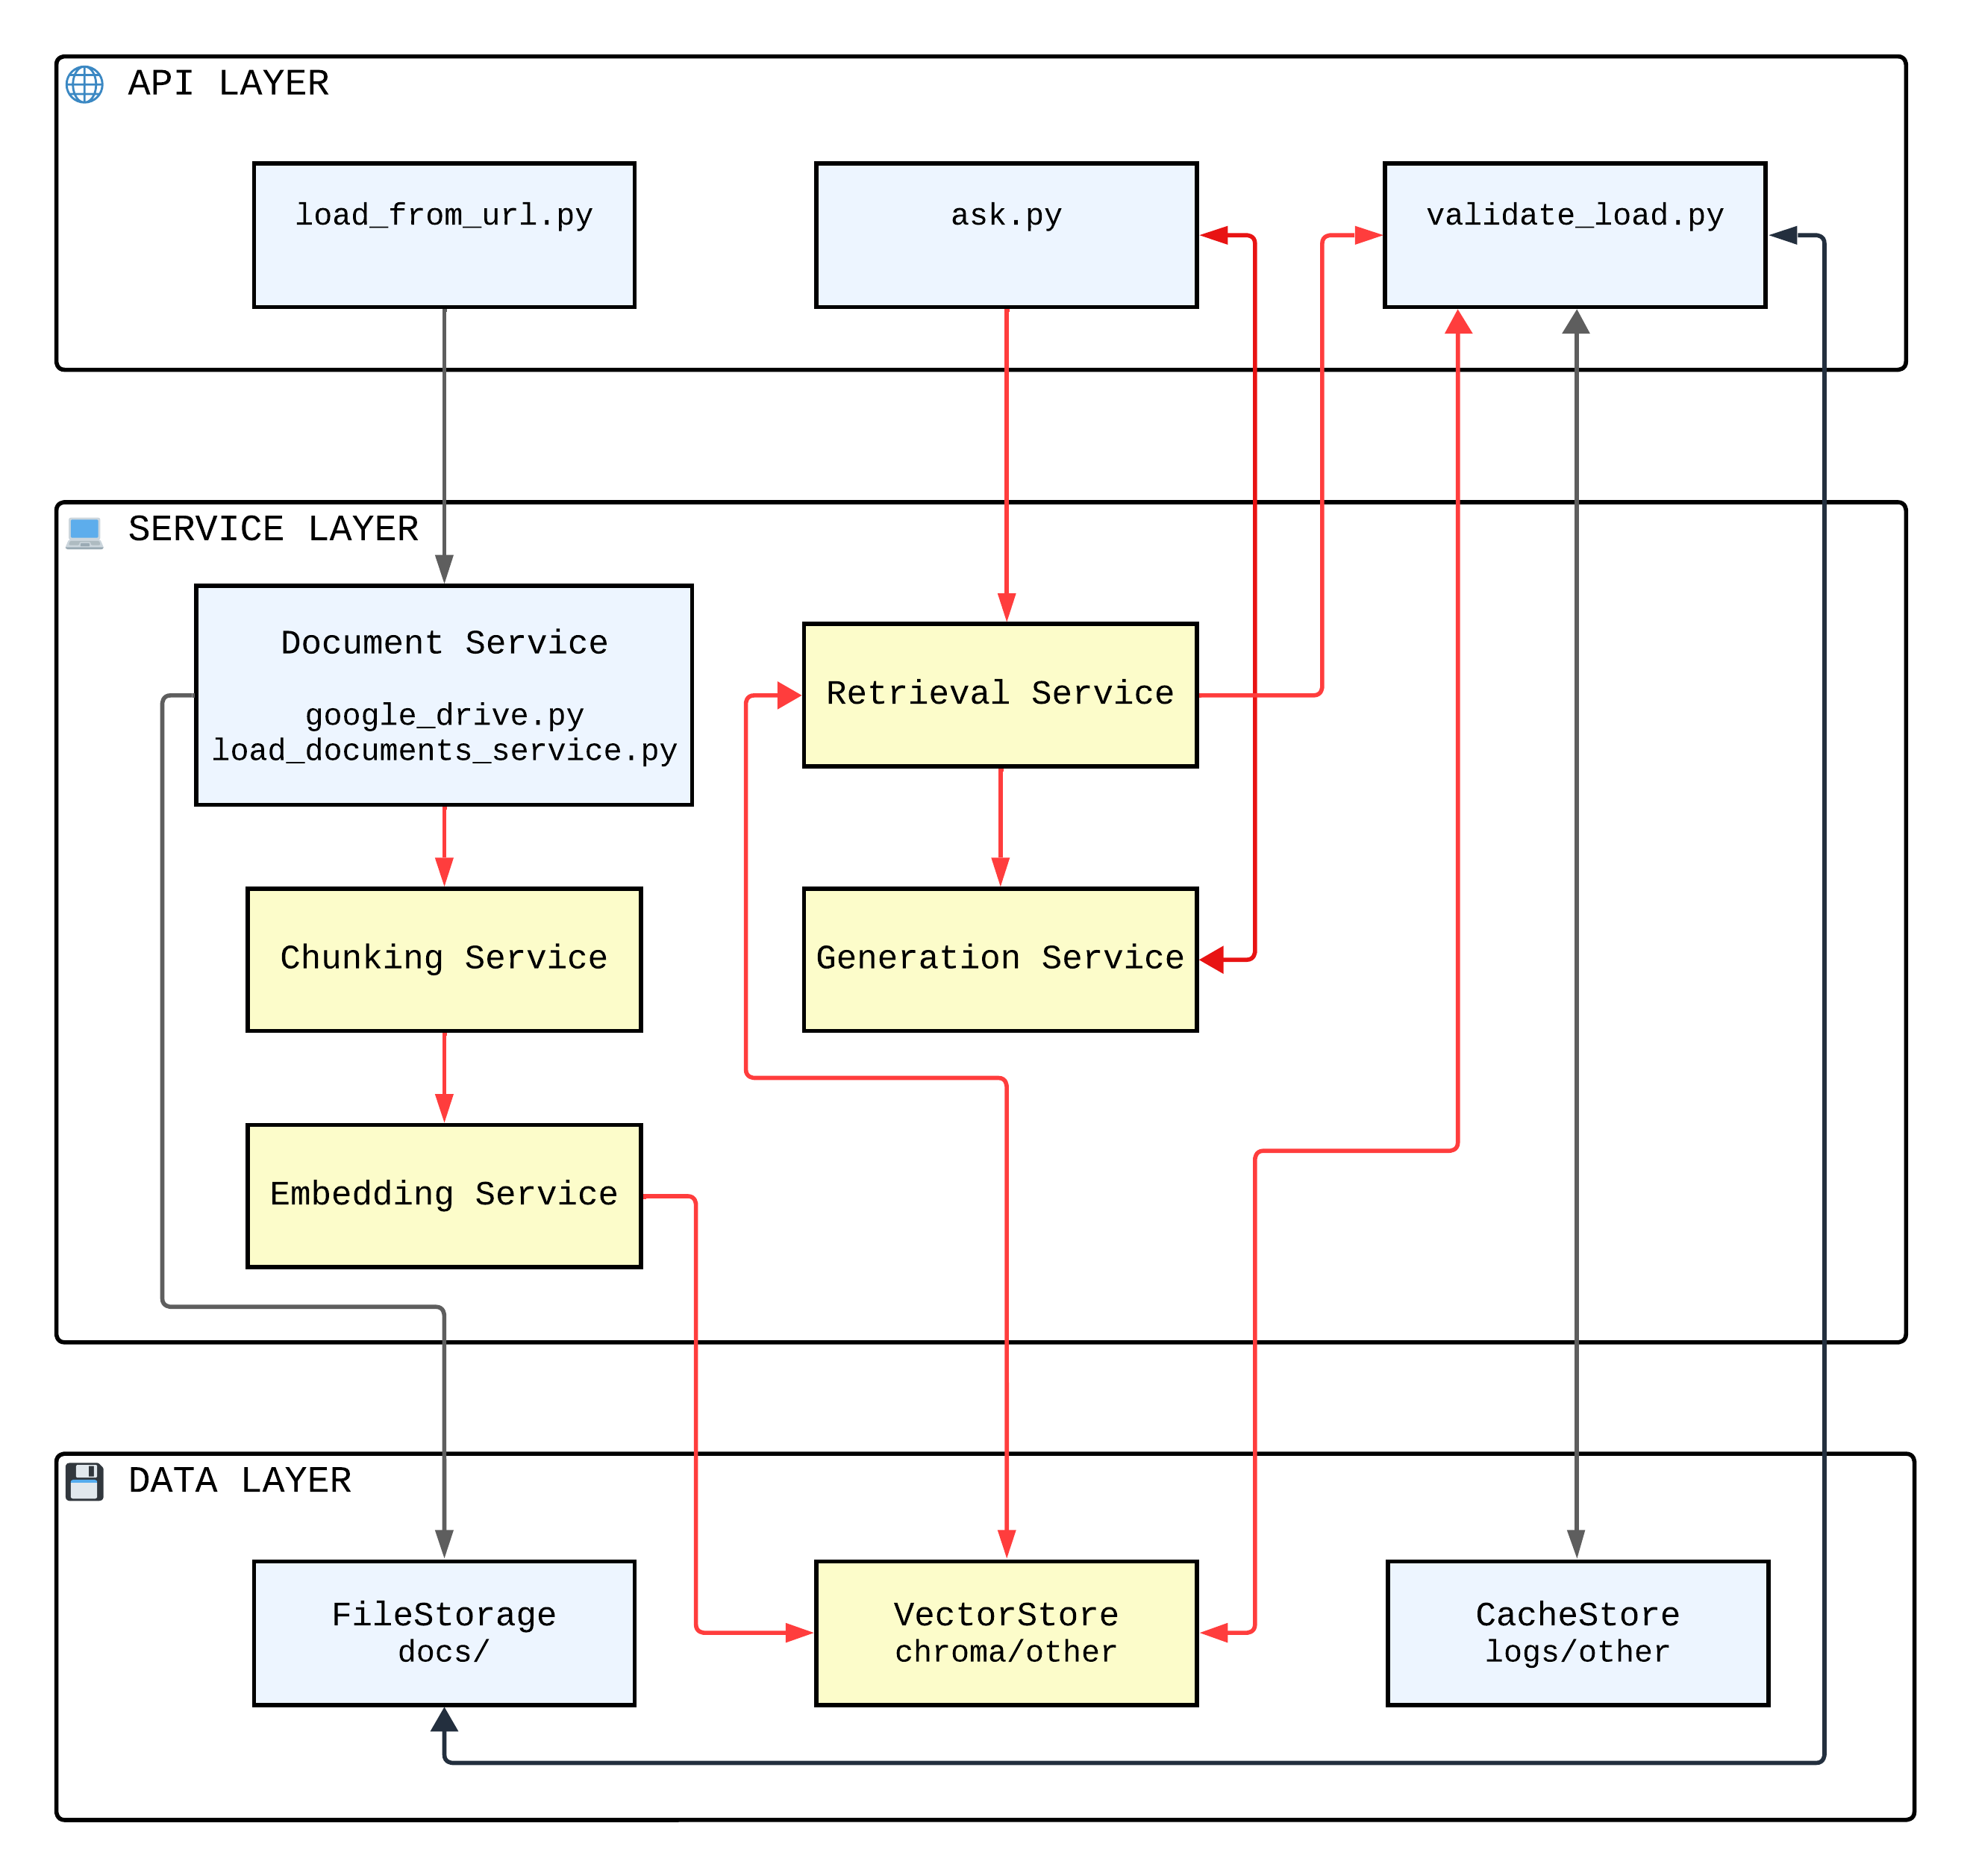 API LAYER
load_from_url.py
ask.py
validate_load.py
SERVICE LAYER
Document Service
google_drive.py
load_documents_service.py
Retrieval Service
Chunking Service
Generation Service
Embedding Service
DATA LAYER
FileStorage
docs/
VectorStore
chroma/other
CacheStore
logs/other